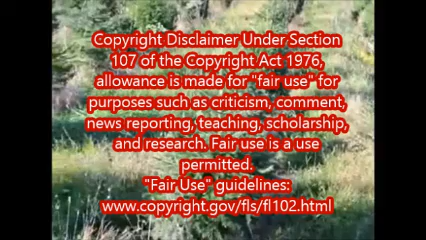 Copyright Disclaimer Under Section
107 of the Copyright Act 1976,
allowance is made for "fair use" for
purposes such as criticism, comment,
news reporting, teaching, scholarship,
and research. Fair use is a use
permitted.
"Fair Use" guidelines:
www.copyright.gov/fls/fl102.html